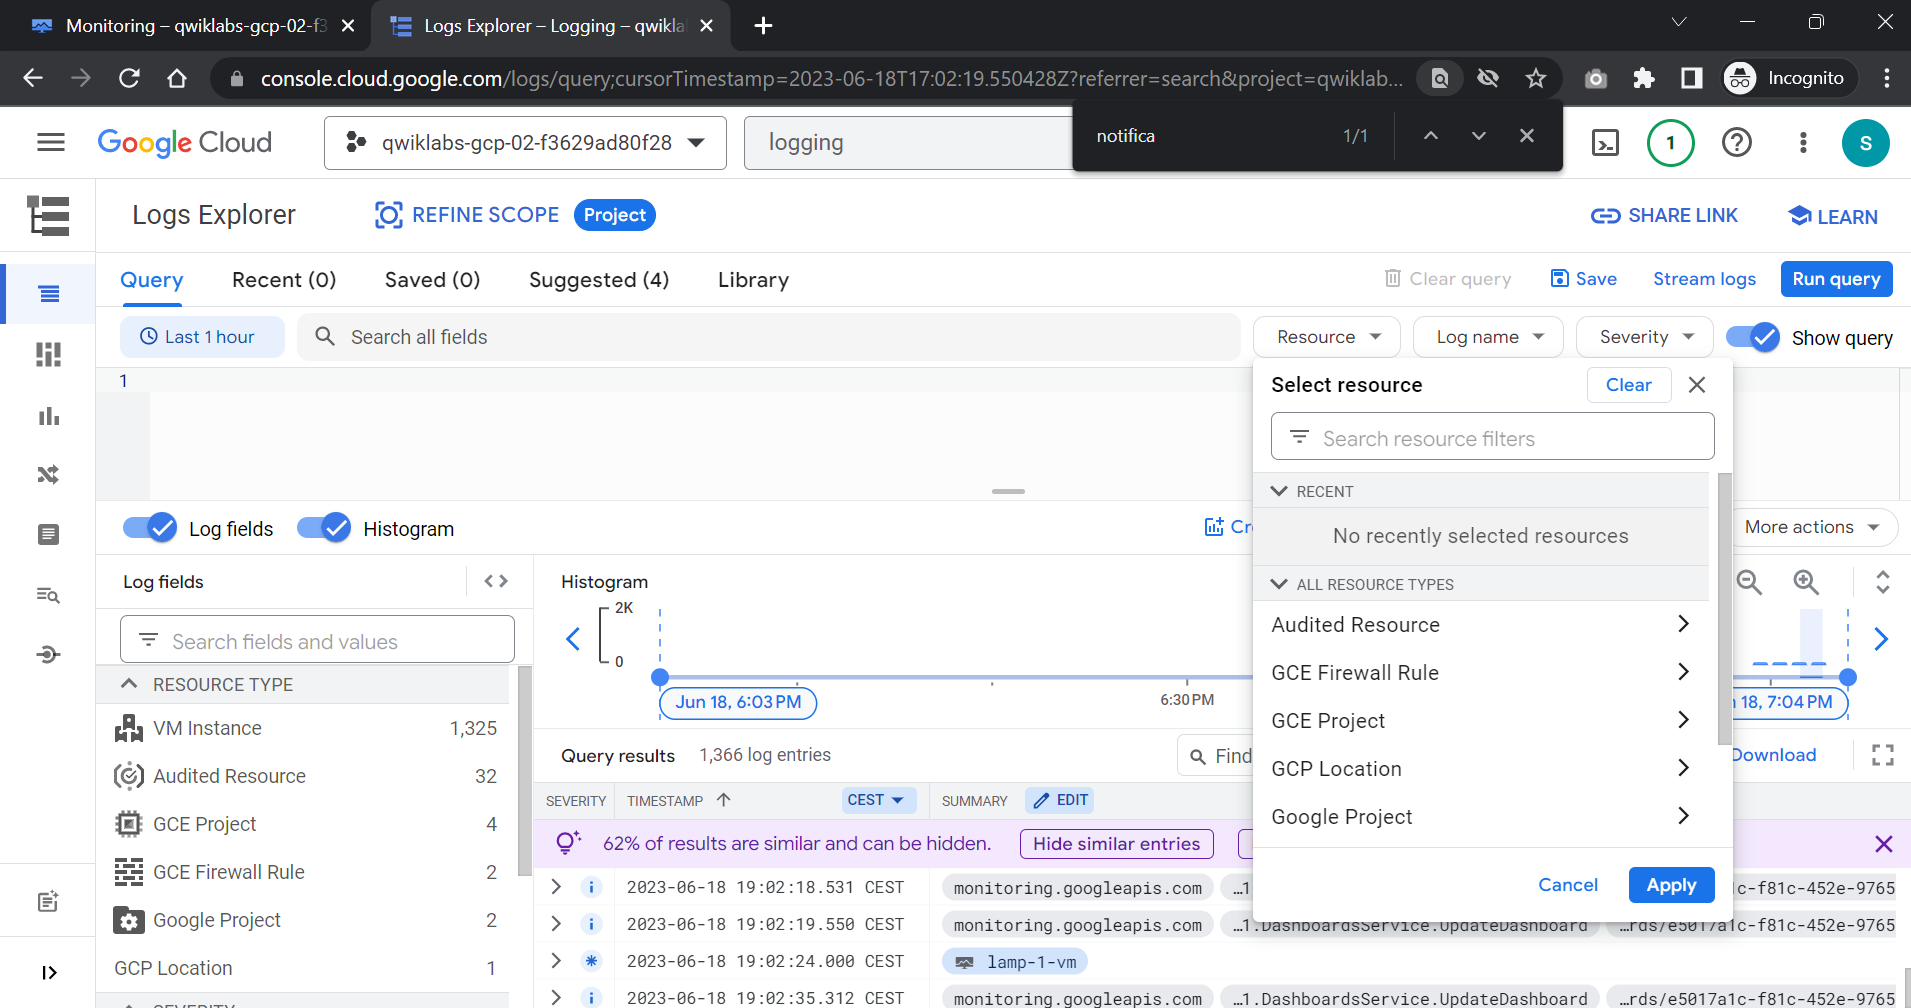 Monitoring – qwiklabs-gcp-02-f3
Logs Explorer – Logging – qwikla
console.cloud.google.com/logs/query;cursorTimestamp=2023-06-18T17:02:19.550428Z?referrer=search&project=qwiklab...
Incognito
notifica
1/1
Google Cloud
qwiklabs-gcp-02-f3629ad80f28
logging
1
S
Logs Explorer
REFINE SCOPE
Project
SHARE LINK
LEARN
Query
Recent (0)
Saved (0)
Suggested (4)
Library
Clear query
Save
Stream logs
Run query
Last 1 hour
Search all fields
Resource
Log name
Severity
Show query
1
Select resource
Clear
Search resource filters
RECENT
No recently selected resources
ALL RESOURCE TYPES
Audited Resource
GCE Firewall Rule
GCE Project
GCP Location
Google Project
Cancel
Apply
Log fields
Histogram
Cr
More actions
Log fields
Search fields and values
RESOURCE TYPE
VM Instance 1,325
Audited Resource 32
GCE Project 4
GCE Firewall Rule 2
Google Project 2
GCP Location 1
SEVERITY
Histogram
2K
0
Jun 18, 6:03 PM
6:30 PM
18, 7:04 PM
Query results
1,366 log entries
Find
Download
SEVERITY
TIMESTAMP
CEST
SUMMARY
EDIT
62% of results are similar and can be hidden.
Hide similar entries
2023-06-18 19:02:18.531 CEST monitoring.googleapis.com …1. 1c-f81c-452e-9765
2023-06-18 19:02:19.550 CEST monitoring.googleapis.com …1.DashboardsService.UpdateDashboard …rds/e5017a1c-f81c-452e-9765
2023-06-18 19:02:24.000 CEST lamp-1-vm
2023-06-18 19:02:35.312 CEST monitoring.googleapis.com …1.DashboardsService.UpdateDashboard …rds/e5017a1c-f81c-452e-9765